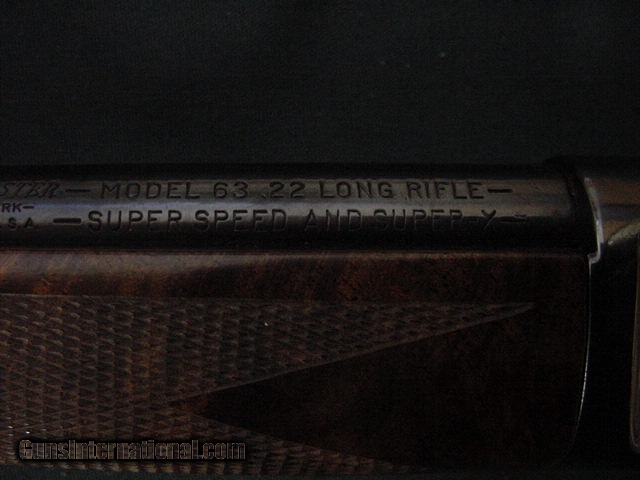 STER— MODEL 63 .22 LONG RIFLE—
RK—
S.A. —SUPER SPEED AND SUPER-X—
GunsInternational.com